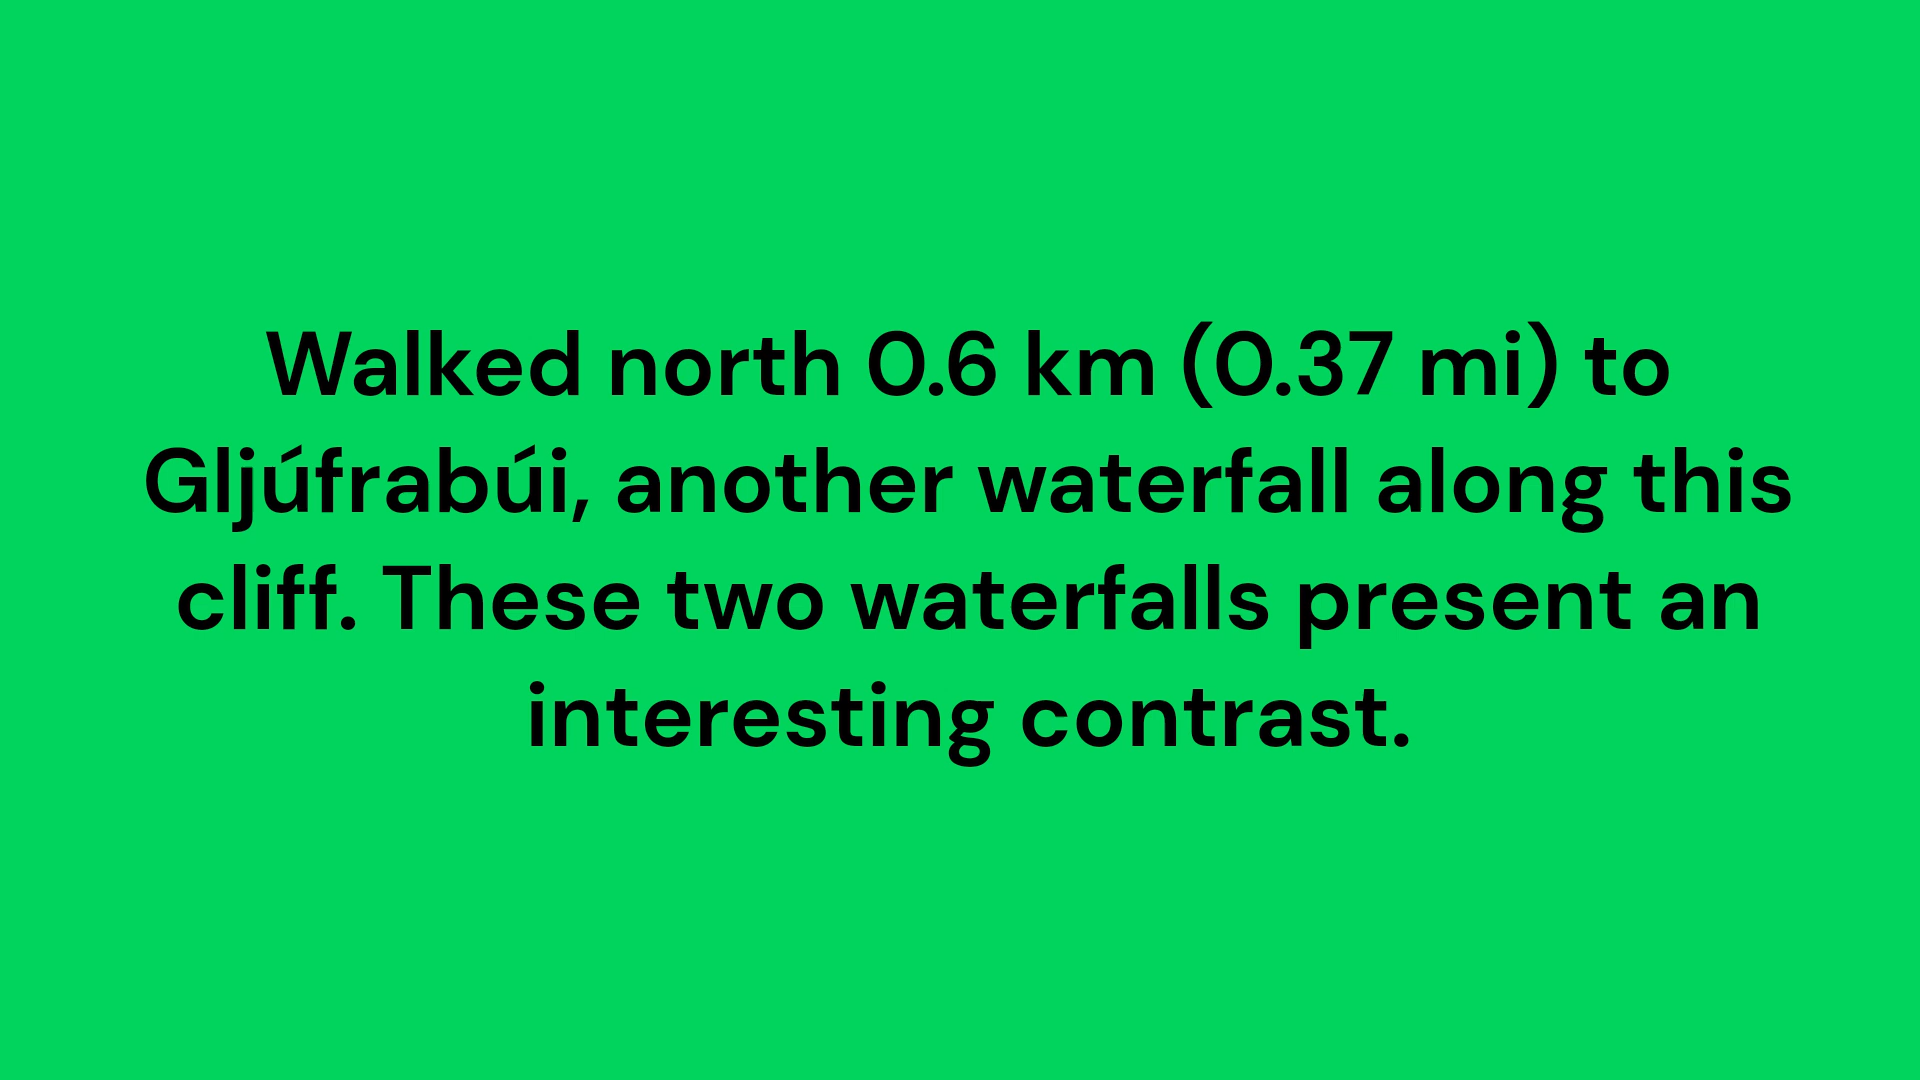 Walked north 0.6 km (0.37 mi) to
Gljúfrabúi, another waterfall along this
cliff. These two waterfalls present an
interesting contrast.